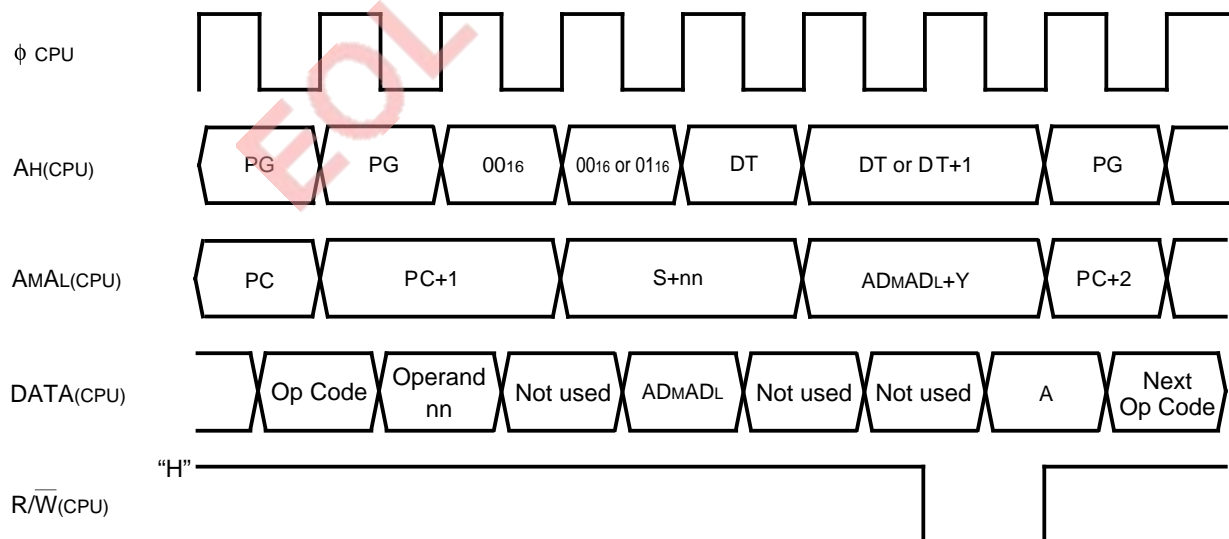 EOL
ϕ CPU
AH(CPU)
PG
PG
0016
0016 or 0116
DT
DT or DT+1
PG
AMAL(CPU)
PC
PC+1
S+nn
ADMADL+Y
PC+2
DATA(CPU)
Op Code
Operand
nn
Not used
ADMADL
Not used
Not used
A
Next
Op Code
“H”
R/W̅(CPU)